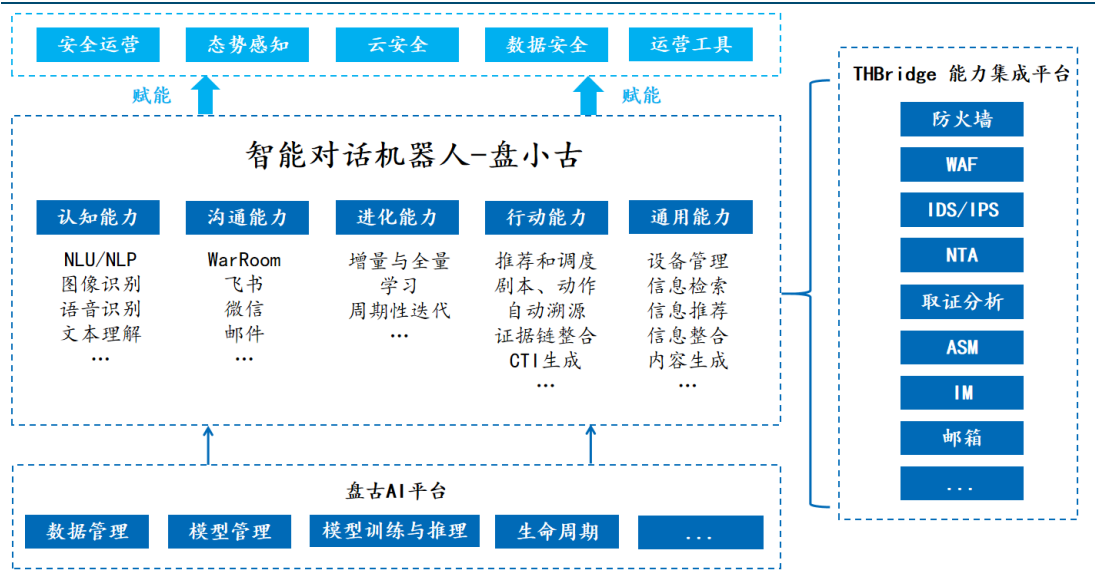 安全运营
态势感知
云安全
数据安全
运营工具
赋能
赋能
智能对话机器人-盘小古
认知能力
NLU/NLP
图像识别
语音识别
文本理解
…
沟通能力
WarRoom
飞书
微信
邮件
…
进化能力
增量与全量
学习
周期性迭代
…
行动能力
推荐和调度
剧本、动作
自动溯源
证据链整合
CTI生成
…
通用能力
设备管理
信息检索
信息推荐
信息整合
内容生成
…
盘古AI平台
数据管理
模型管理
模型训练与推理
生命周期
...
THBridge 能力集成平台
防火墙
WAF
IDS/IPS
NTA
取证分析
ASM
IM
邮箱
...